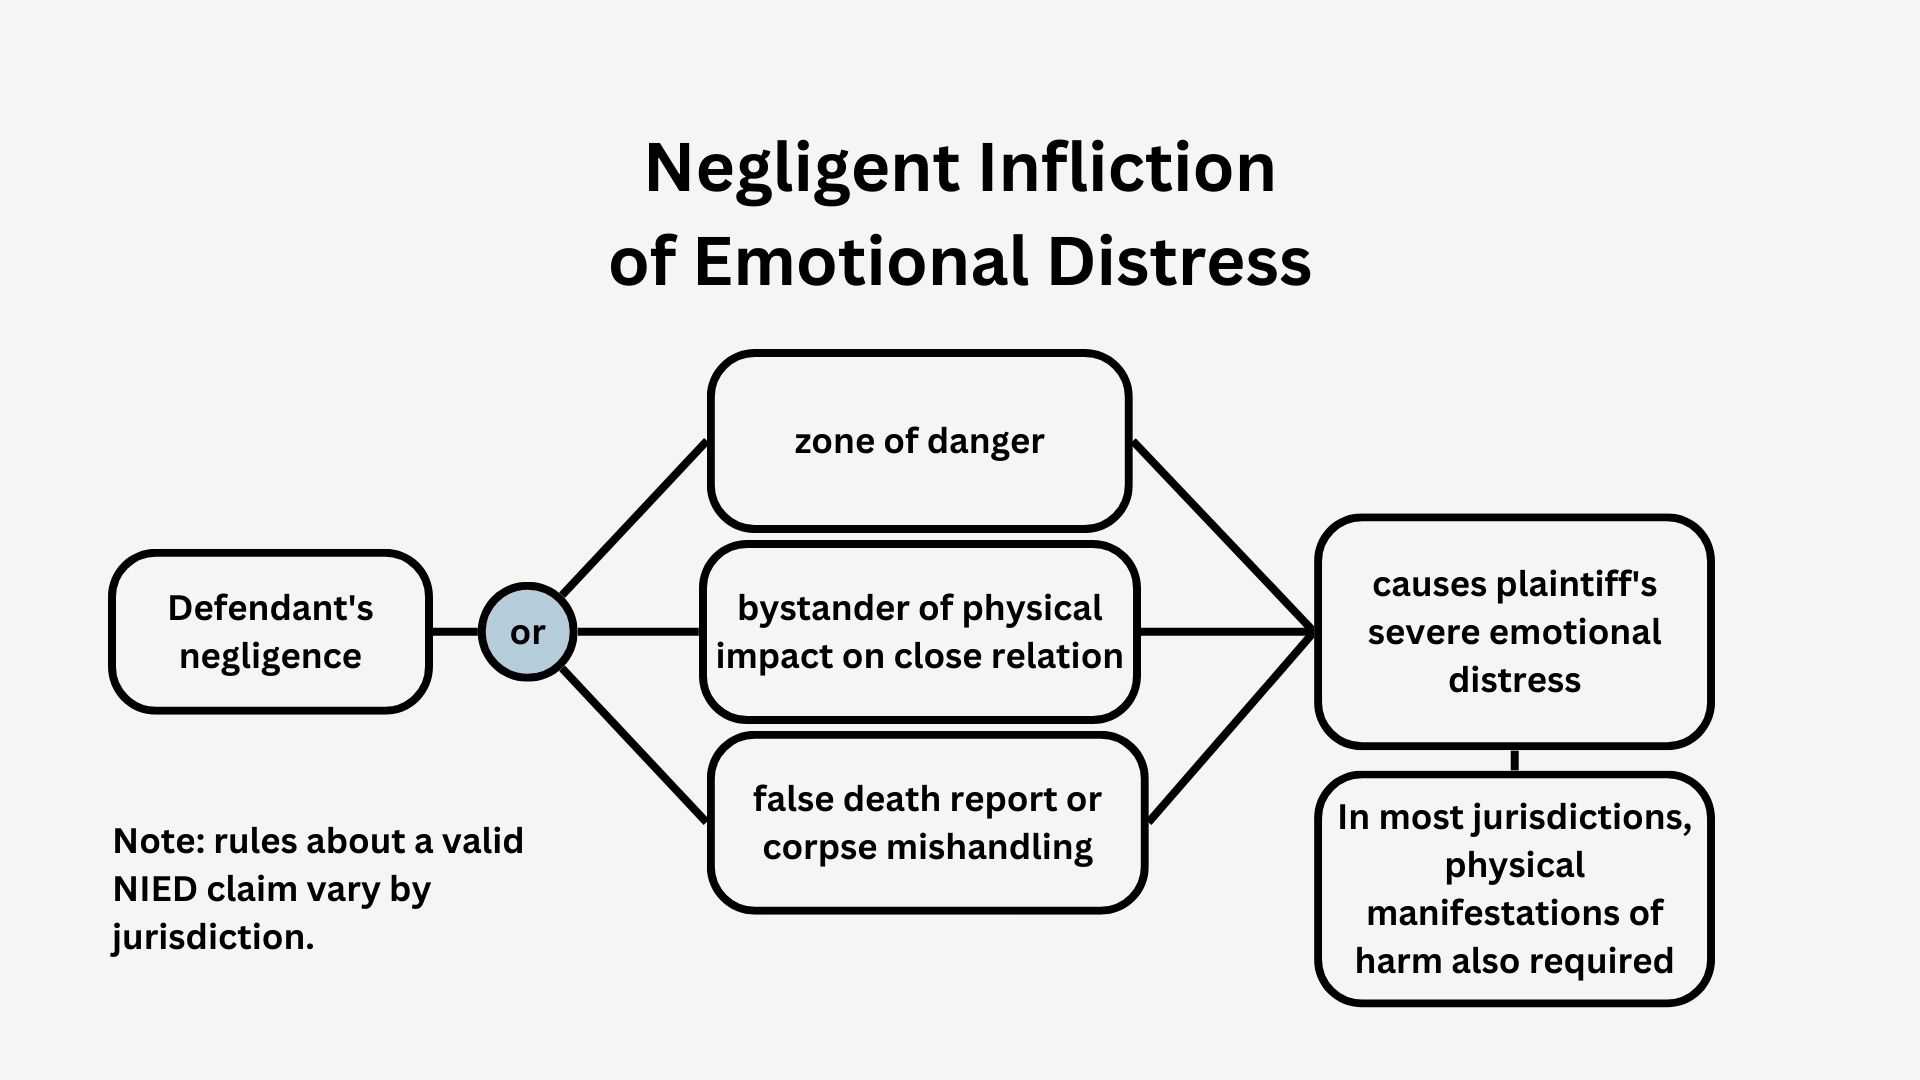 Negligent Infliction
of Emotional Distress
zone of danger
Defendant's
negligence
or
bystander of physical
impact on close relation
causes plaintiff's
severe emotional
distress
false death report or
corpse mishandling
In most jurisdictions,
physical
manifestations of
harm also required
Note: rules about a valid
NIED claim vary by
jurisdiction.